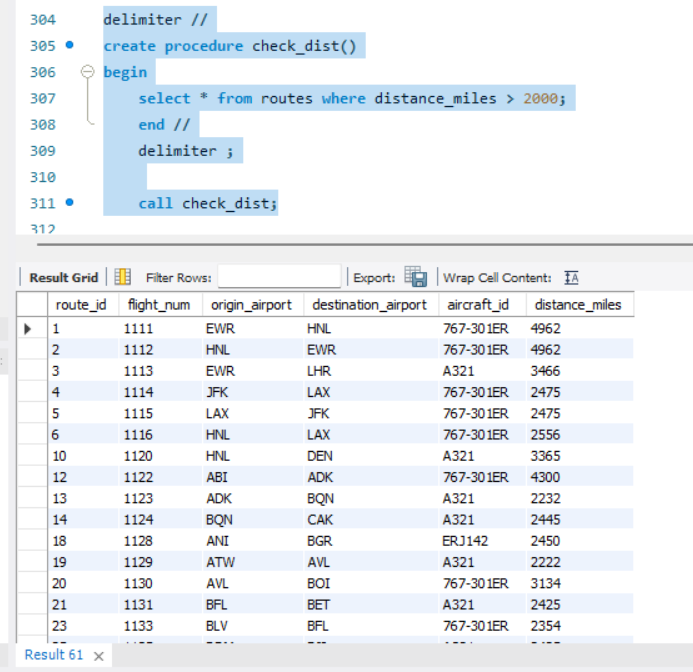 304 delimiter //
305 create procedure check_dist()
306 begin
307 select * from routes where distance_miles > 2000;
308 end //
309 delimiter ;
310
311 call check_dist;
312
Result Grid Filter Rows: Export: Wrap Cell Content: IA
route_id flight_num origin_airport destination_airport aircraft_id distance_miles
1 1111 EWR HNL 767-301ER 4962
2 1112 HNL EWR 767-301ER 4962
3 1113 EWR LHR A321 3466
4 1114 JFK LAX 767-301ER 2475
5 1115 LAX JFK 767-301ER 2475
6 1116 HNL LAX 767-301ER 2556
10 1120 HNL DEN A321 3365
12 1122 ABI ADK 767-301ER 4300
13 1123 ADK BQN A321 2232
14 1124 BQN CAK A321 2445
18 1128 ANI BGR ERJ142 2450
19 1129 ATW AVL A321 2222
20 1130 AVL BOI 767-301ER 3134
21 1131 BFL BET A321 2425
23 1133 BLV BFL 767-301ER 2354
Result 61 ×